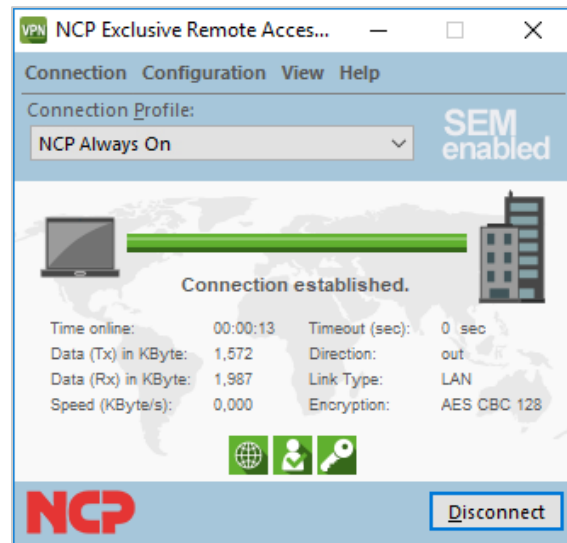 VPN NCP Exclusive Remote Acces...
Connection Configuration View Help
Connection Profile:
NCP Always On
SEM
enabled
Connection established.
Time online: 00:00:13 Timeout (sec): 0 sec
Data (Tx) in KByte: 1,572 Direction: out
Data (Rx) in KByte: 1,987 Link Type: LAN
Speed (KByte/s): 0,000 Encryption: AES CBC 128
NCP
Disconnect